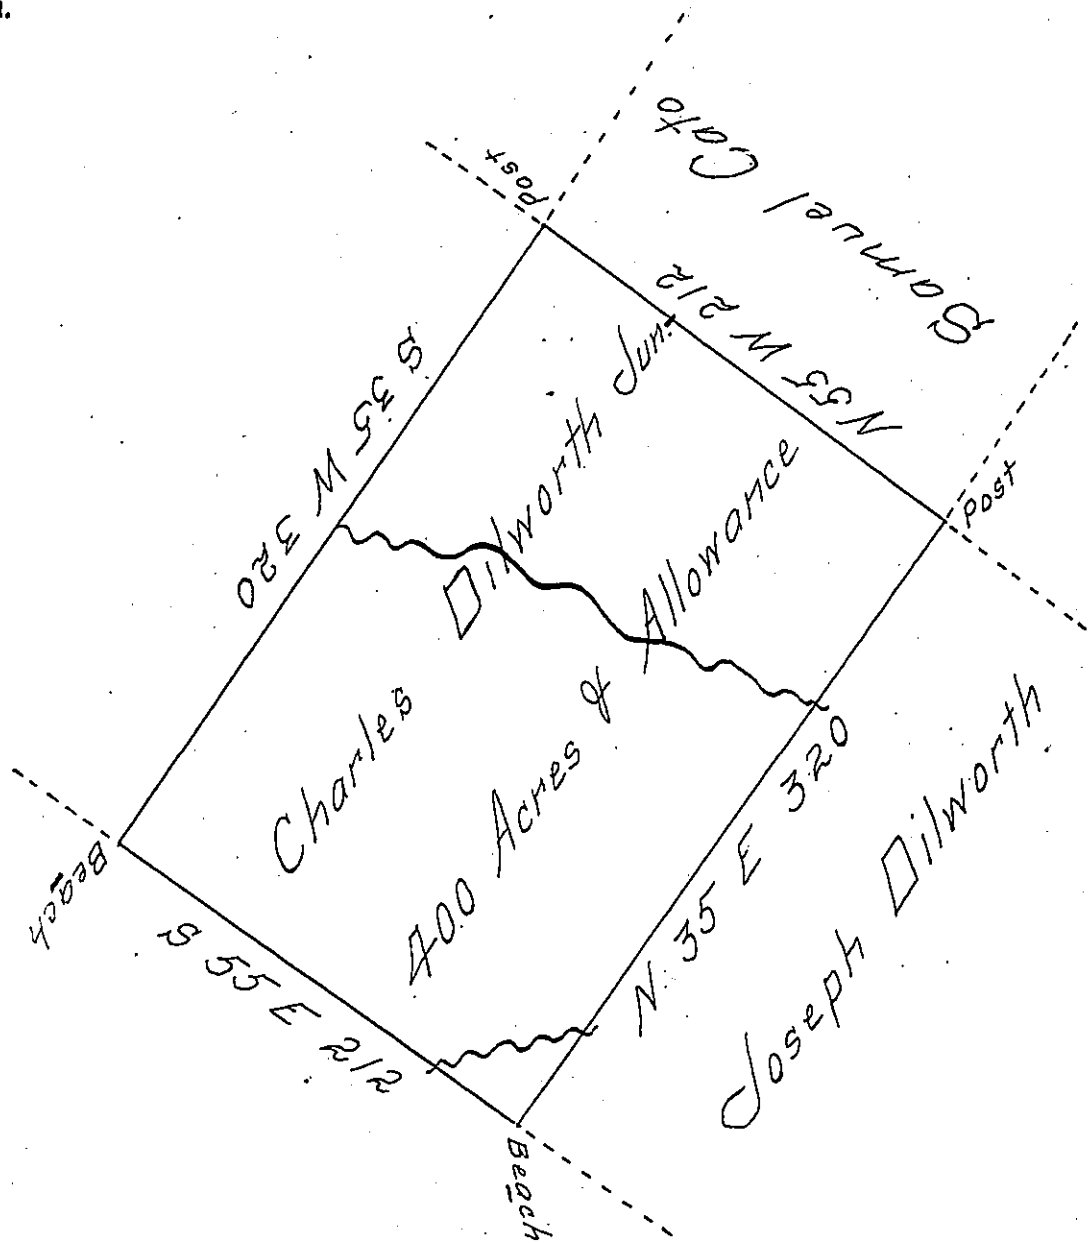 Post
Samuel Cato
N 55 W 212
S 35 W 320
Charles Dilworth Jun.r
400 Acres & Allowance
Post
N. 35 E 320
Joseph Dilworth
Beach
S 55 E 212
Beach